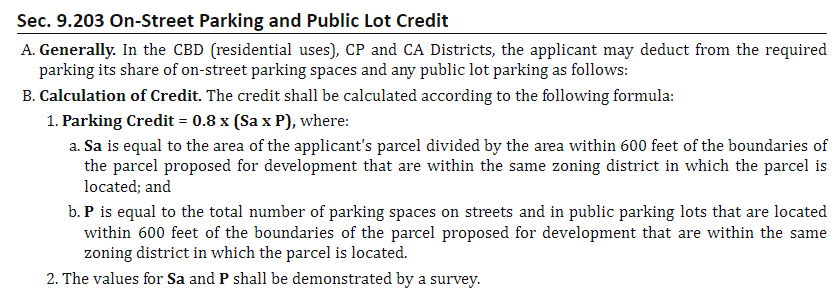 Sec. 9.203 On-Street Parking and Public Lot Credit
A. Generally. In the CBD (residential uses), CP and CA Districts, the applicant may deduct from the required
parking its share of on-street parking spaces and any public lot parking as follows:
B. Calculation of Credit. The credit shall be calculated according to the following formula:
1. Parking Credit = 0.8 x (Sa x P), where:
a. Sa is equal to the area of the applicant's parcel divided by the area within 600 feet of the boundaries of
the parcel proposed for development that are within the same zoning district in which the parcel is
located; and
b. P is equal to the total number of parking spaces on streets and in public parking lots that are located
within 600 feet of the boundaries of the parcel proposed for development that are within the same
zoning district in which the parcel is located.
2. The values for Sa and P shall be demonstrated by a survey.